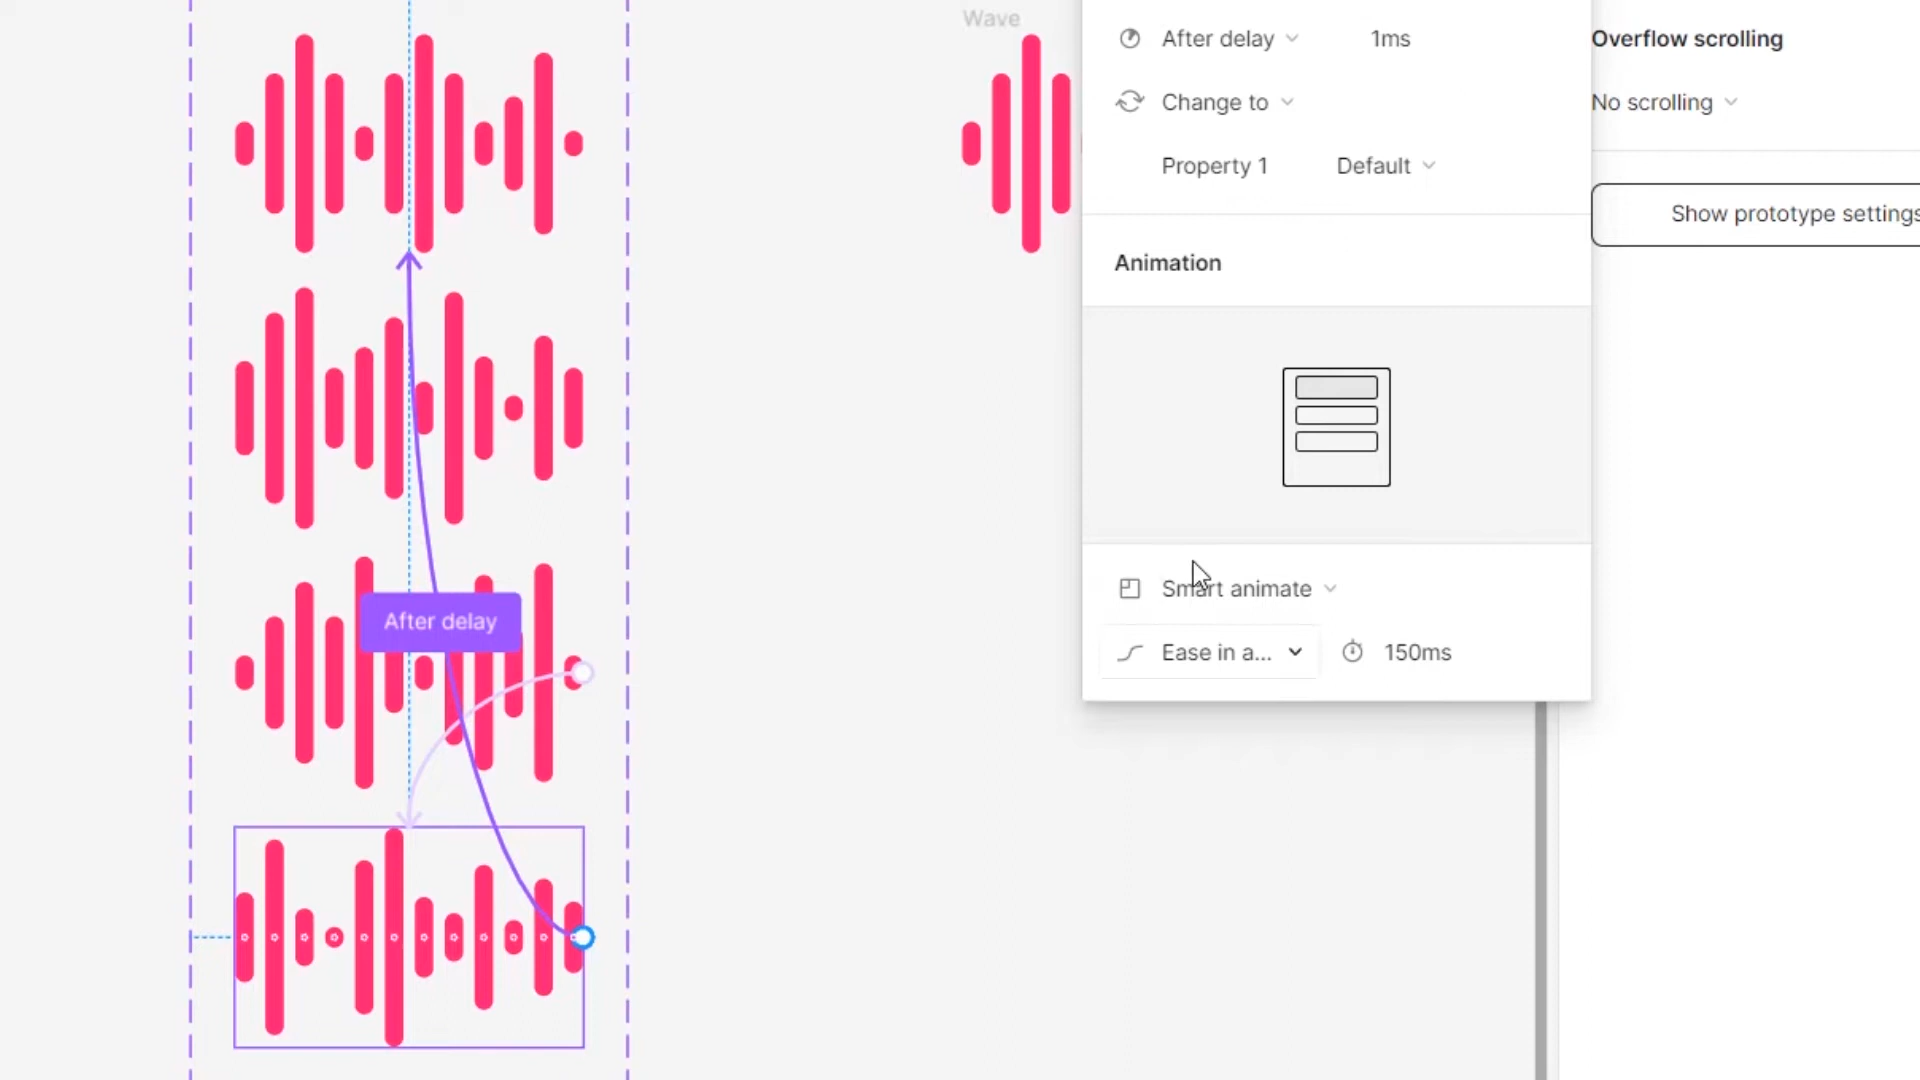 Wave
After delay
1ms
Change to
Property 1
Default
Animation
Smart animate
Ease in a...
150ms
Overflow scrolling
No scrolling
Show prototype settings
After delay